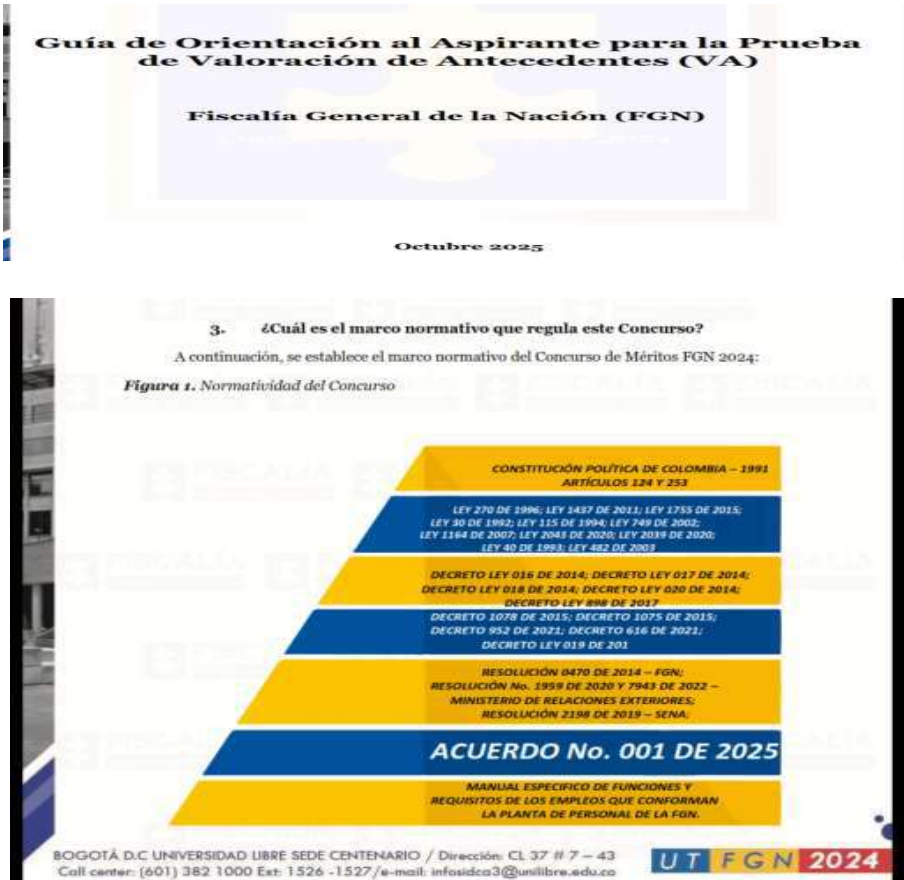 Guía de Orientación al Aspirante para la Prueba
de Valoración de Antecedentes (VA)
Fiscalía General de la Nación (FGN)
Octubre 2025
3. ¿Cuál es el marco normativo que regula este Concurso?
A continuación, se establece el marco normativo del Concurso de Méritos FGN 2024:
Figura 1. Normatividad del Concurso
CONSTITUCIÓN POLÍTICA DE COLOMBIA – 1991
ARTÍCULOS 124 Y 253
LEY 270 DE 1996; LEY 1437 DE 2011; LEY 1755 DE 2015;
LEY 30 DE 1992; LEY 115 DE 1994; LEY 749 DE 2002;
LEY 1164 DE 2007; LEY 2043 DE 2020; LEY 2039 DE 2020;
LEY 40 DE 1993; LEY 482 DE 2003
DECRETO LEY 016 DE 2014; DECRETO LEY 017 DE 2014;
DECRETO LEY 018 DE 2014; DECRETO LEY 020 DE 2014;
DECRETO LEY 898 DE 2017
DECRETO 1078 DE 2015; DECRETO 1075 DE 2015;
DECRETO 952 DE 2021; DECRETO 616 DE 2021;
DECRETO LEY 019 DE 201
RESOLUCIÓN 0470 DE 2014 – FGN;
RESOLUCIÓN No. 1959 DE 2020 Y 7943 DE 2022 –
MINISTERIO DE RELACIONES EXTERIORES;
RESOLUCIÓN 2198 DE 2019 – SENA;
ACUERDO No. 001 DE 2025
MANUAL ESPECIFICO DE FUNCIONES Y
REQUISITOS DE LOS EMPLEOS QUE CONFORMAN
LA PLANTA DE PERSONAL DE LA FGN.
BOGOTÁ D.C UNIVERSIDAD LIBRE SEDE CENTENARIO / Dirección: CL 37 # 7 – 43
Call center: (601) 382 1000 Ext: 1526 -1527/e-mail: infosidca3@unilibre.edu.co
UT FGN 2024